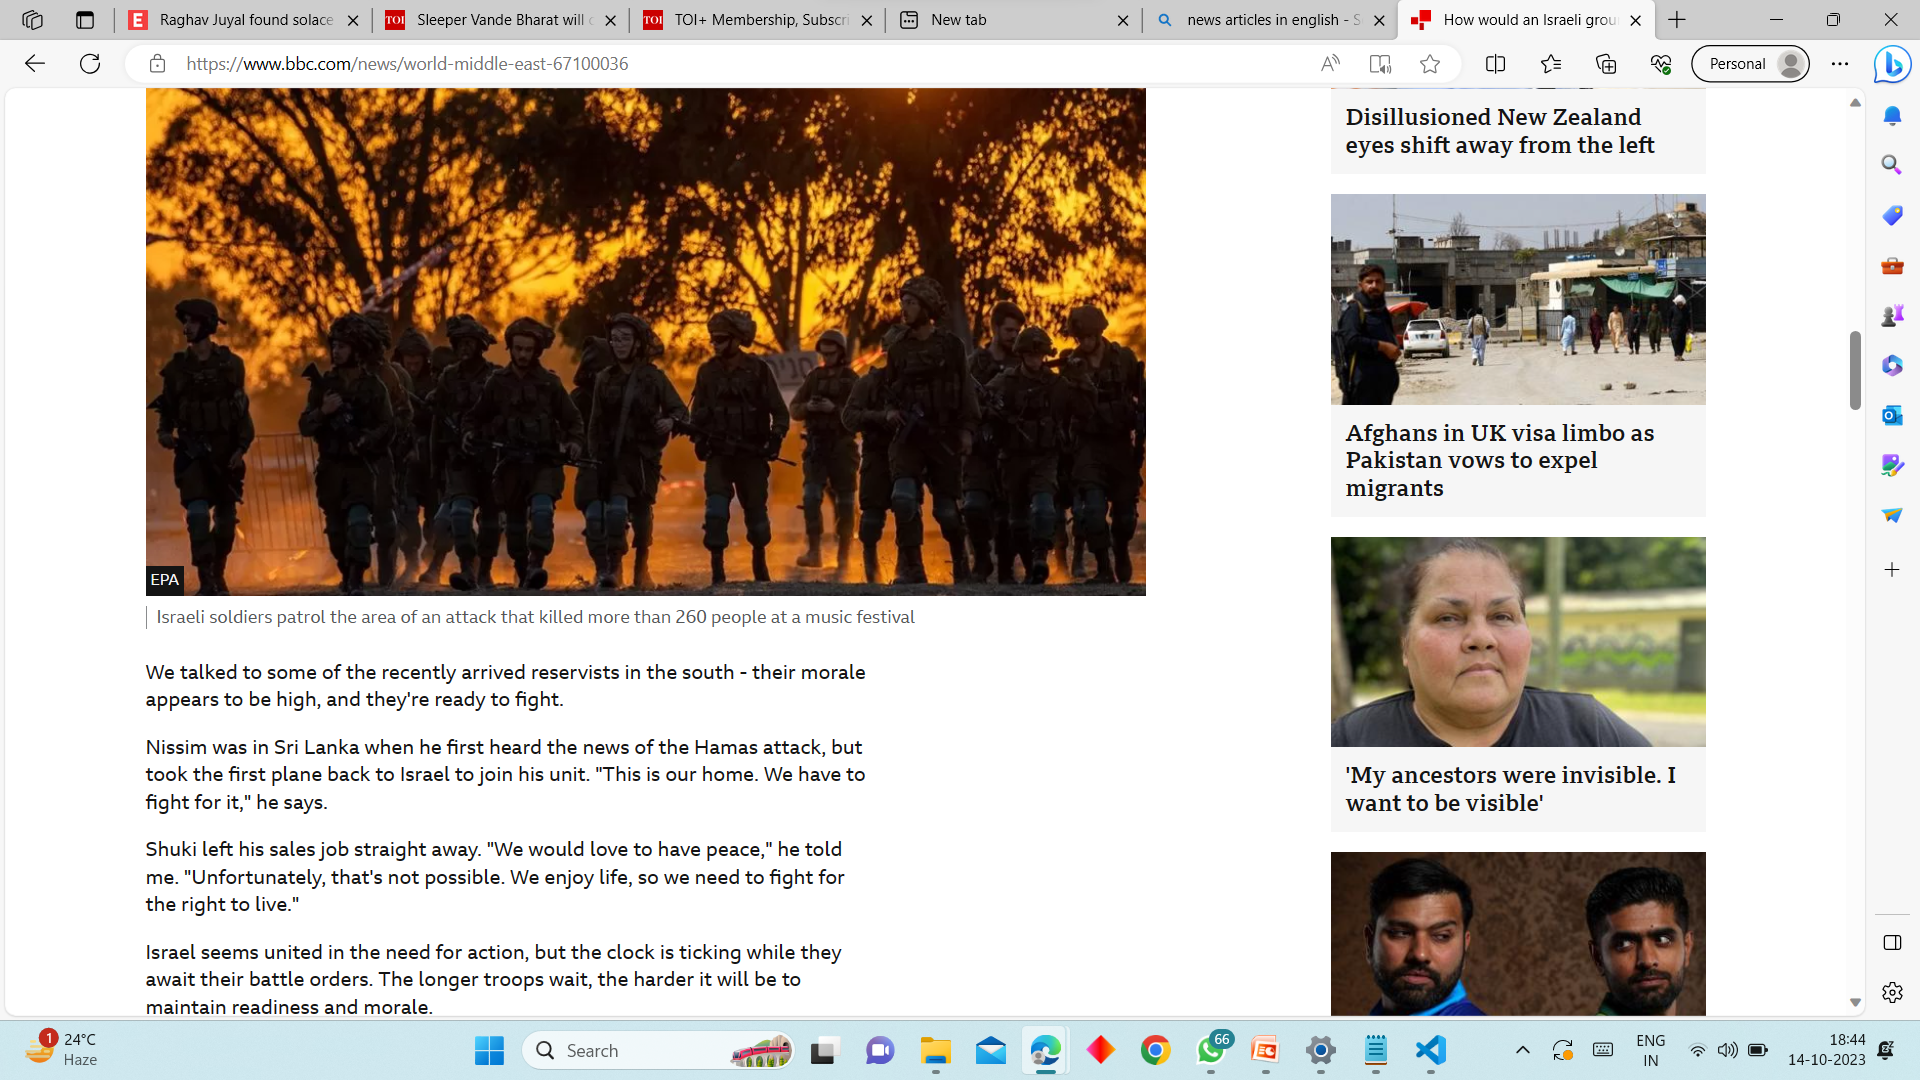 Raghav Juyal found solace
TOI
Sleeper Vande Bharat will
TOI
TOI+ Membership, Subscri
New tab
news articles in english - S
How would an Israeli grou
https://www.bbc.com/news/world-middle-east-67100036
Personal
EPA
Israeli soldiers patrol the area of an attack that killed more than 260 people at a music festival
We talked to some of the recently arrived reservists in the south - their morale
appears to be high, and they're ready to fight.
Nissim was in Sri Lanka when he first heard the news of the Hamas attack, but
took the first plane back to Israel to join his unit. "This is our home. We have to
fight for it," he says.
Shuki left his sales job straight away. "We would love to have peace," he told
me. "Unfortunately, that's not possible. We enjoy life, so we need to fight for
the right to live."
Israel seems united in the need for action, but the clock is ticking while they
await their battle orders. The longer troops wait, the harder it will be to
maintain readiness and morale.
Disillusioned New Zealand
eyes shift away from the left
Afghans in UK visa limbo as
Pakistan vows to expel
migrants
'My ancestors were invisible. I
want to be visible'
1
24°C
Haze
Search
66
ENG
IN
18:44
14-10-2023